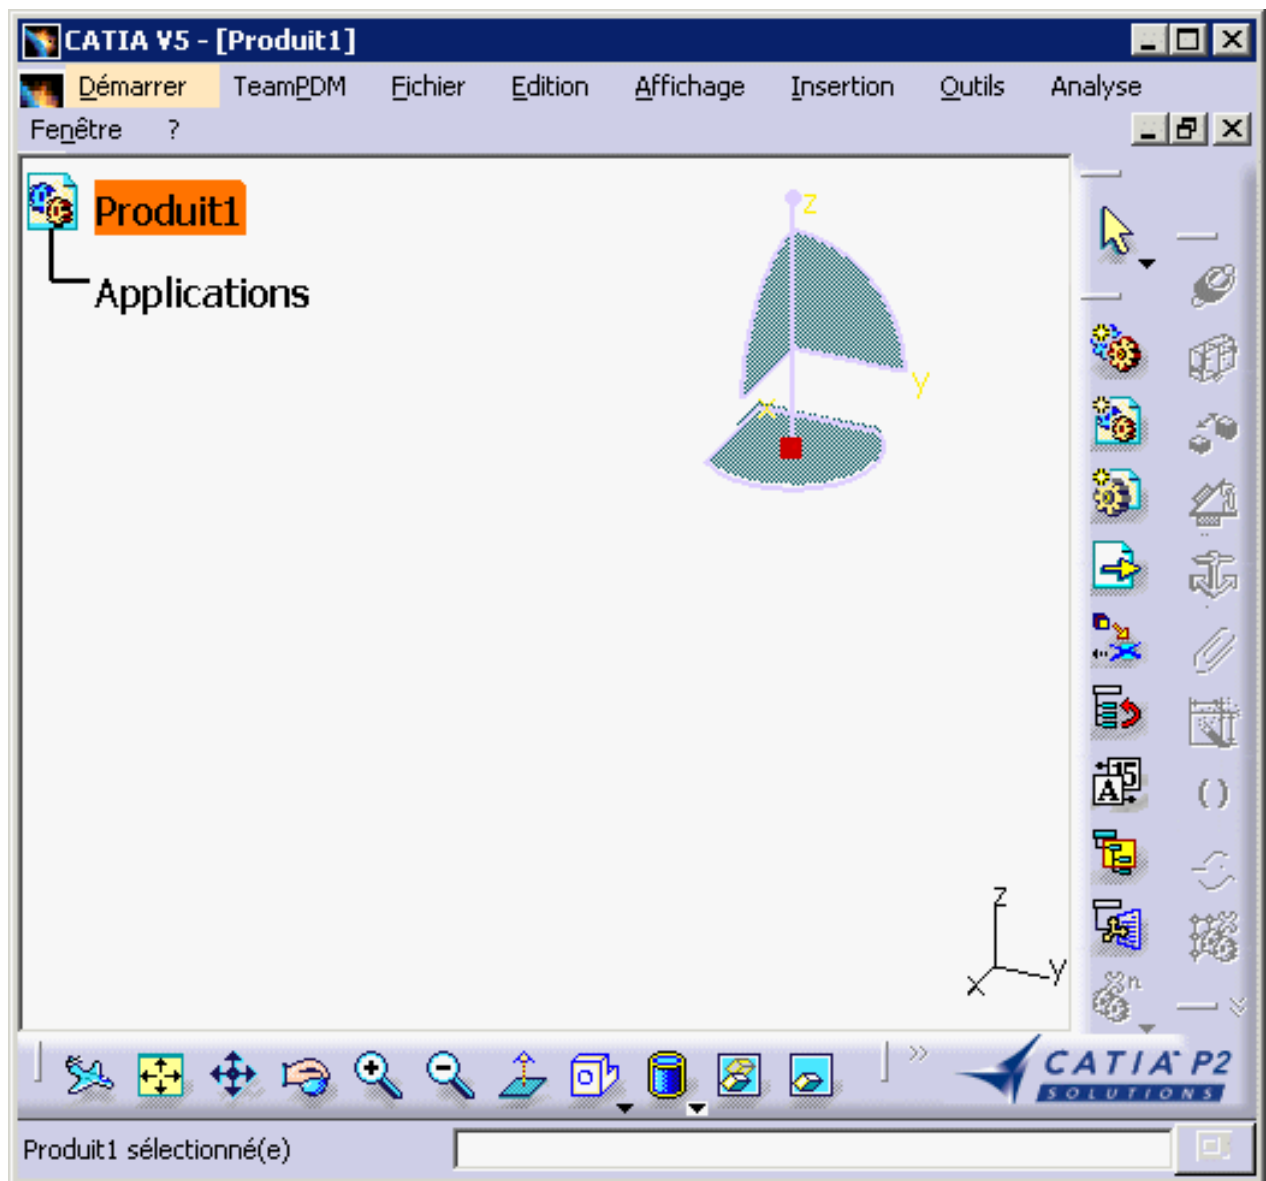 CATIA V5 - [Produit1]
Démarrer TeamPDM Fichier Edition Affichage Insertion Outils Analyse
Fenêtre ?
Produit1
Applications
z
y
x
15
A
z
y
x
n
CATIA P2
SOLUTIONS
Produit1 sélectionné(e)